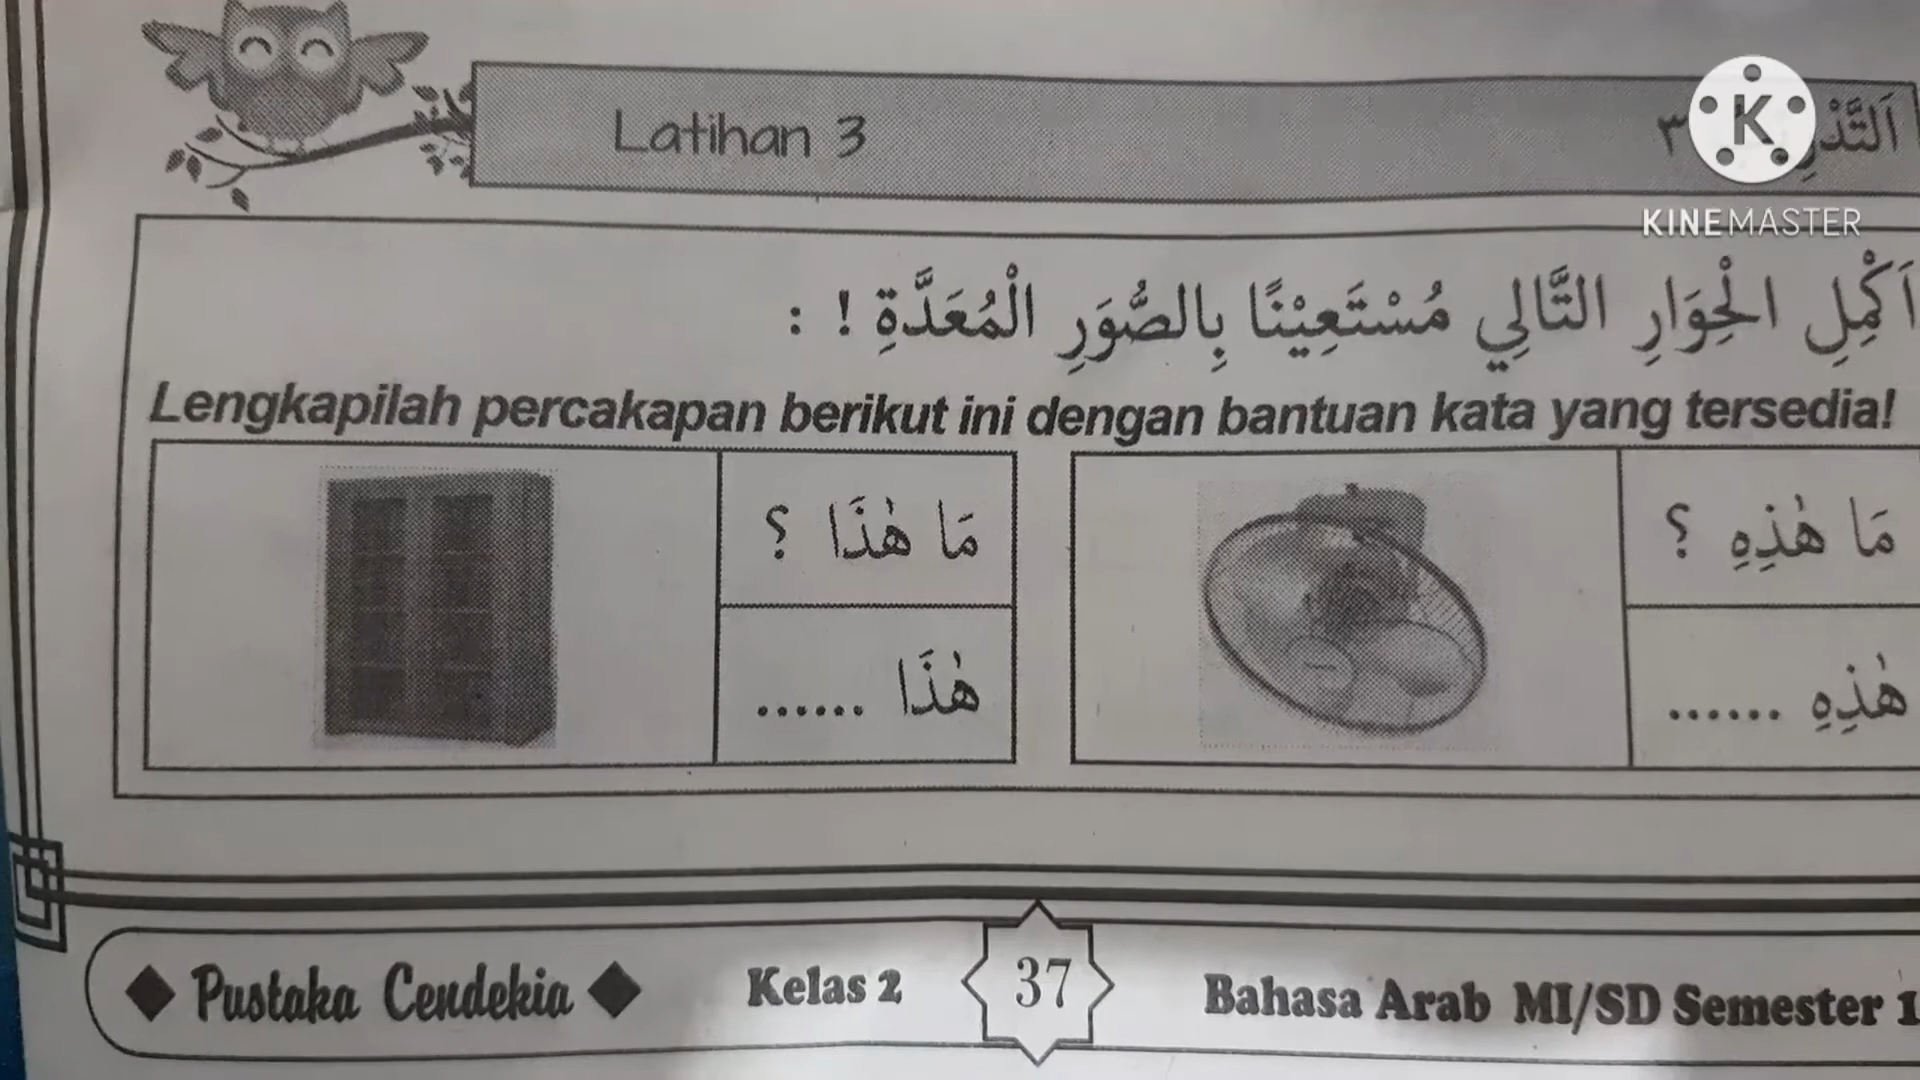 Latihan 3
٣
KINEMASTER
اَكْمِلِ الْحِوَارِ التَّالِي مُسْتَعِيْنًا بِالصُّوَرِ الْمُعَدَّةِ ! :
Lengkapilah percakapan berikut ini dengan bantuan kata yang tersedia!
مَا هٰذِهِ ؟
هٰذِهِ ......
مَا هٰذَا ؟
هٰذَا ......
Pustaka Cendekia
Kelas 2
37
Bahasa Arab MI/SD Semester 1